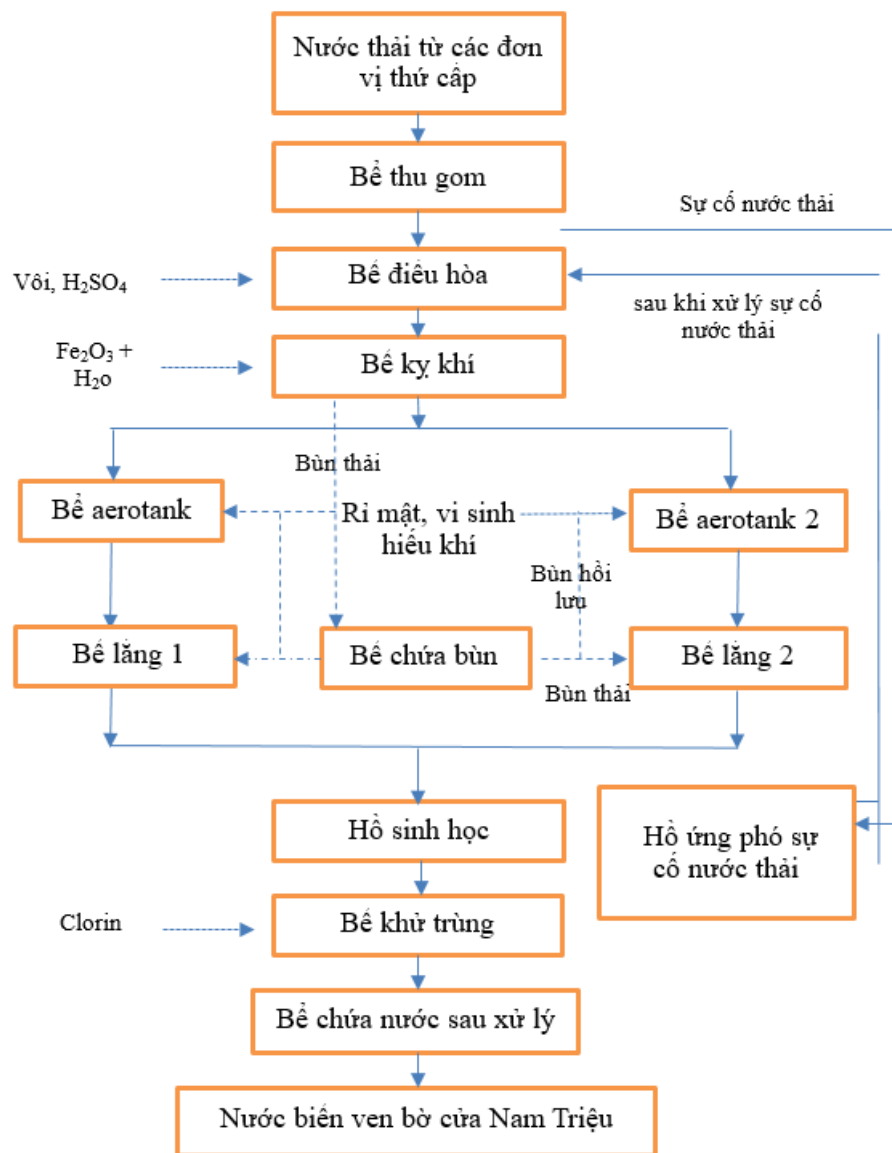 Nước thải từ các đơn
vị thứ cấp
Bể thu gom
Sự cố nước thải
Bể điều hòa
Vôi, H₂SO₄
sau khi xử lý sự cố
nước thải
Fe₂O₃ +
H₂o
Bể kỵ khí
Bùn thải
Bể aerotank
Rỉ mật, vi sinh
hiếu khí
Bể aerotank 2
Bùn hồi
lưu
Bể lắng 1
Bể chứa bùn
Bể lắng 2
Bùn thải
Hồ sinh học
Hồ ứng phó sự
cố nước thải
Clorin
Bể khử trùng
Bể chứa nước sau xử lý
Nước biển ven bờ cửa Nam Triệu